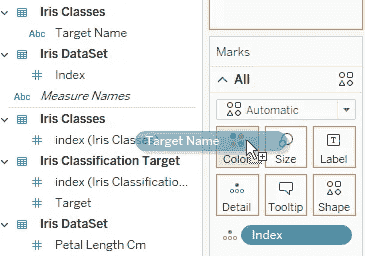 Iris Classes
Abc Target Name
Iris DataSet
Index
Abc Measure Names
Iris Classes
index (Iris Classes)
Iris Classification Target
index (Iris Classificatio...
Target
Iris DataSet
Petal Length Cm
Marks
All
Automatic
Target Name
Color
Size
T
Label
Detail
Tooltip
Shape
Index